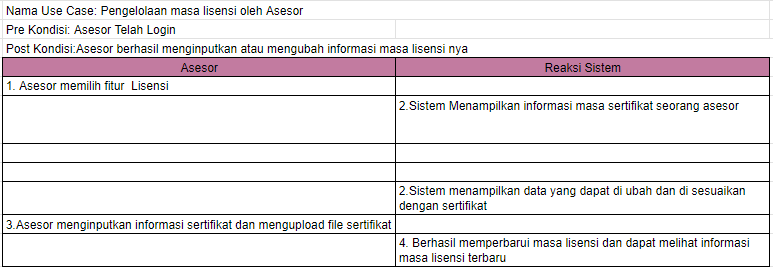 Nama Use Case: Pengelolaan masa lisensi oleh Asesor
Pre Kondisi: Asesor Telah Login
Post Kondisi:Asesor berhasil menginputkan atau mengubah informasi masa lisensi nya
Asesor
Reaksi Sistem
1. Asesor memilih fitur Lisensi
2.Sistem Menampilkan informasi masa sertifikat seorang asesor
2.Sistem menampilkan data yang dapat di ubah dan di sesuaikan
dengan sertifikat
3.Asesor menginputkan informasi sertifikat dan mengupload file sertifikat
4. Berhasil memperbarui masa lisensi dan dapat melihat informasi
masa lisensi terbaru